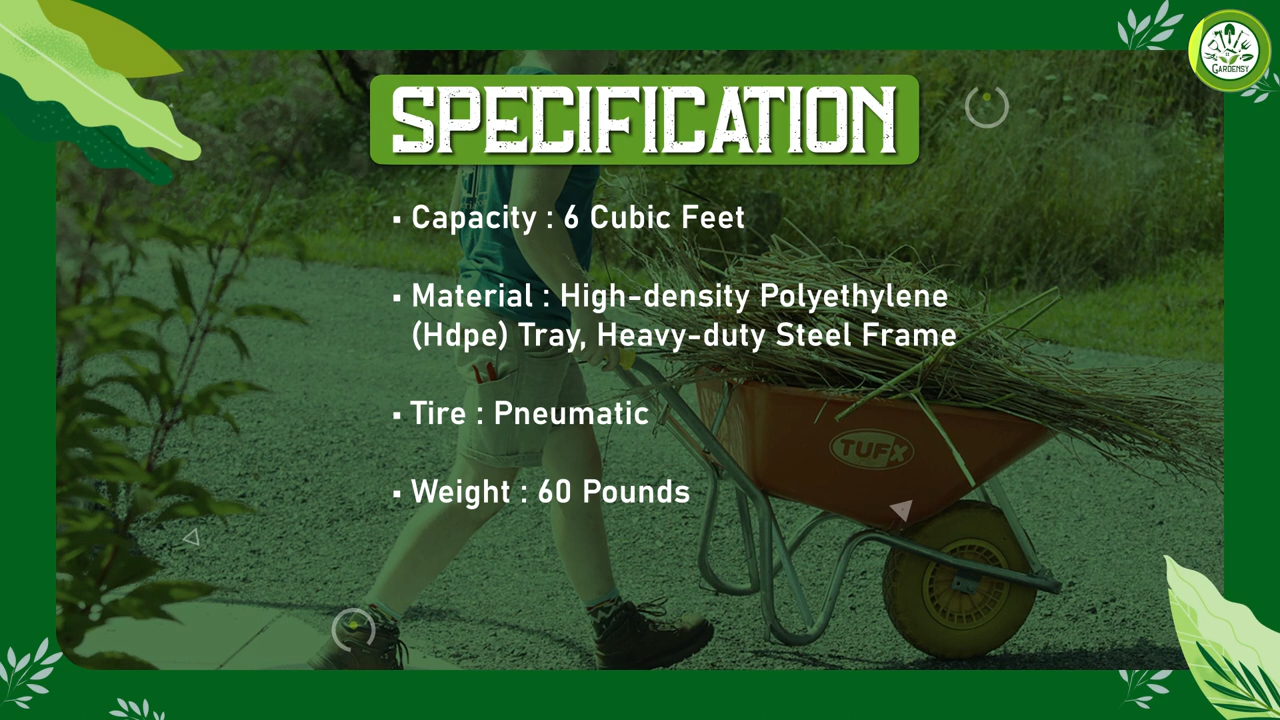 GARDENSY
SPECIFICATION
▪ Capacity : 6 Cubic Feet
▪ Material : High-density Polyethylene
(Hdpe) Tray, Heavy-duty Steel Frame
▪ Tire : Pneumatic
TUFX
▪ Weight : 60 Pounds